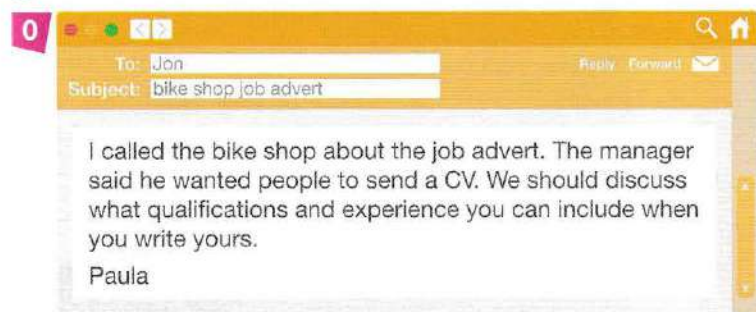 0
To: Jon
Reply Forward
Subject: bike shop job advert
I called the bike shop about the job advert. The manager
said he wanted people to send a CV. We should discuss
what qualifications and experience you can include when
you write yours.
Paula